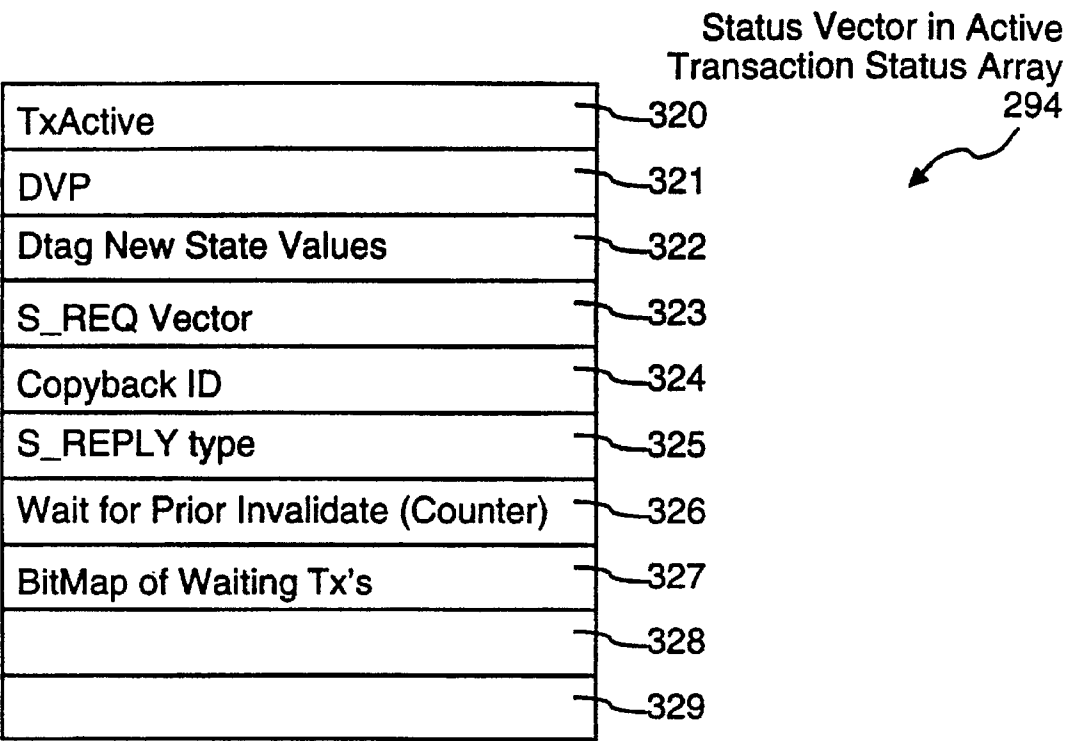 Status Vector in Active
Transaction Status Array
294
TxActive 320
DVP 321
Dtag New State Values 322
S_REQ Vector 323
Copyback ID 324
S_REPLY type 325
Wait for Prior Invalidate (Counter) 326
BitMap of Waiting Tx's 327
328
329